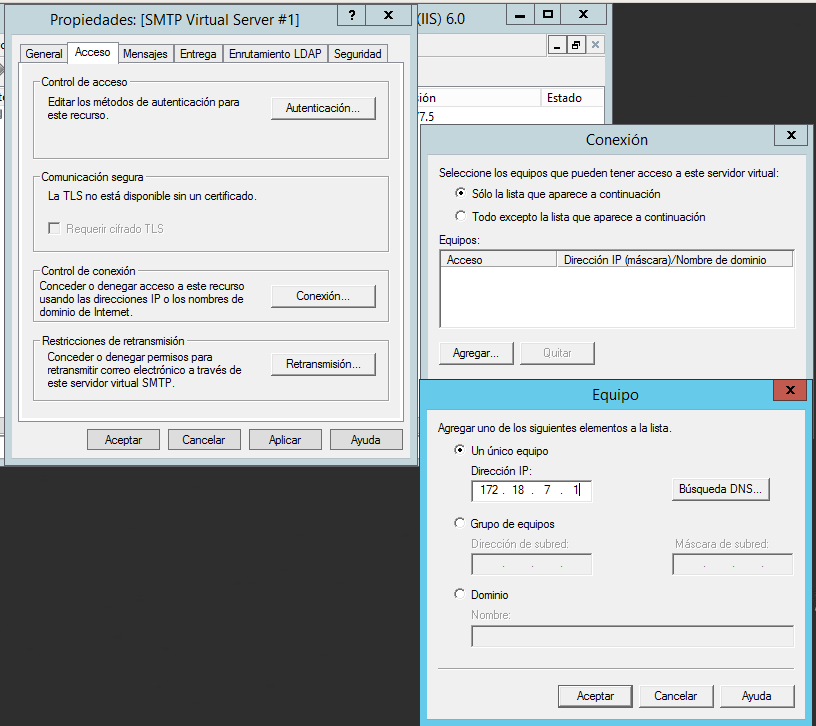 Propiedades: [SMTP Virtual Server #1]
? X
(IIS) 6.0
General Acceso Mensajes Entrega Enrutamiento LDAP Seguridad
Control de acceso
Editar los métodos de autenticación para
este recurso.
Autenticación...
Comunicación segura
La TLS no está disponible sin un certificado.
Requerir cifrado TLS
Control de conexión
Conceder o denegar acceso a este recurso
usando las direcciones IP o los nombres de
dominio de Internet.
Conexión...
Restricciones de retransmisión
Conceder o denegar permisos para
retransmitir correo electrónico a través de
este servidor virtual SMTP.
Retransmisión...
Aceptar Cancelar Aplicar Ayuda
sión Estado
7.5
Conexión
Seleccione los equipos que pueden tener acceso a este servidor virtual:
Sólo la lista que aparece a continuación
Todo excepto la lista que aparece a continuación
Equipos:
Acceso Dirección IP (máscara)/Nombre de dominio
Agregar... Quitar
Equipo
Agregar uno de los siguientes elementos a la lista.
Un único equipo
Dirección IP:
172 . 18 . 7 . 1
Búsqueda DNS...
Grupo de equipos
Dirección de subred: Máscara de subred:
Dominio
Nombre:
Aceptar Cancelar Ayuda